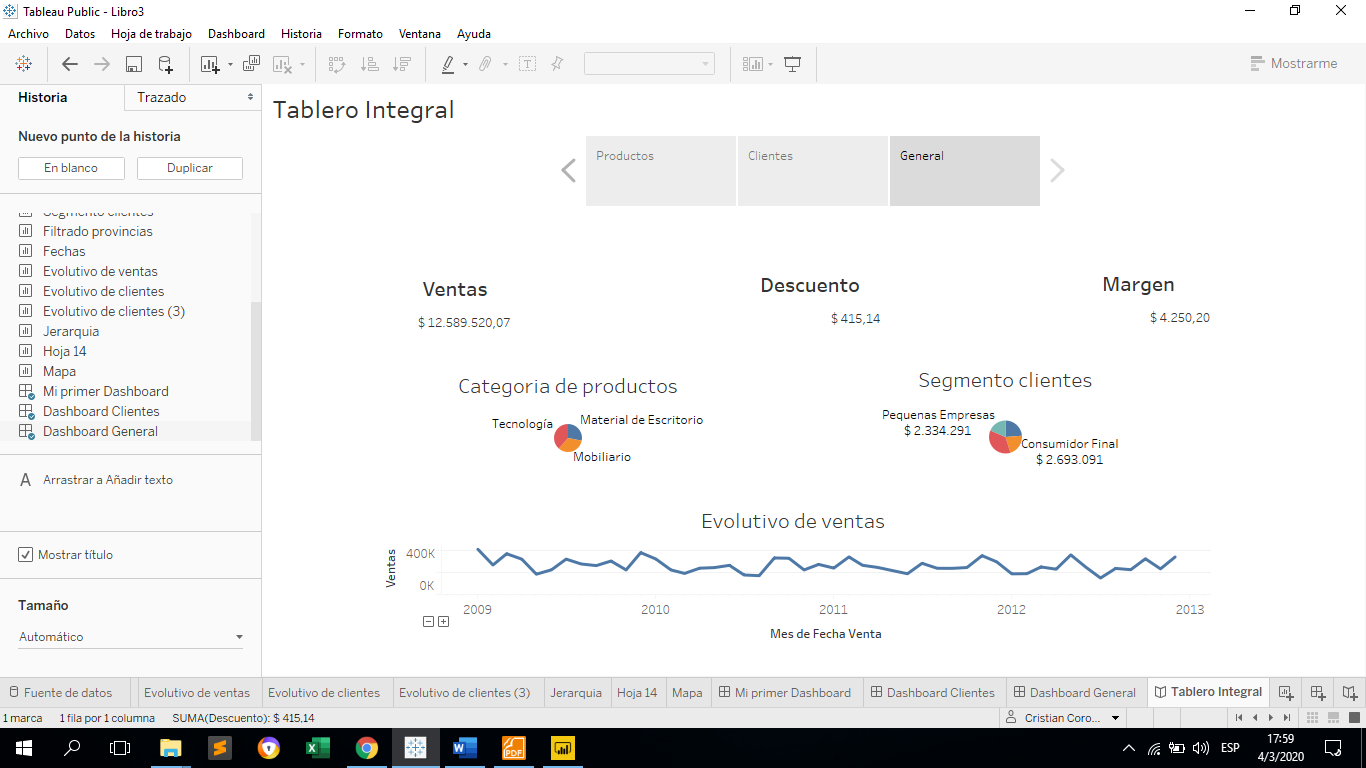 Tableau Public - Libro3
Archivo Datos Hoja de trabajo Dashboard Historia Formato Ventana Ayuda
Mostrarme
Historia Trazado
Nuevo punto de la historia
En blanco Duplicar
Segmento clientes
Filtrado provincias
Fechas
Evolutivo de ventas
Evolutivo de clientes
Evolutivo de clientes (3)
Jerarquia
Hoja 14
Mapa
Mi primer Dashboard
Dashboard Clientes
Dashboard General
A Arrastrar a Añadir texto
Mostrar título
Tamaño
Automático
Tablero Integral
Productos Clientes General
Ventas Descuento Margen
$ 12.589.520,07 $ 415,14 $ 4.250,20
Categoria de productos
Tecnología Material de Escritorio
Mobiliario
Segmento clientes
Pequenas Empresas
$ 2.334.291
Consumidor Final
$ 2.693.091
Evolutivo de ventas
Ventas
400K
0K
2009 2010 2011 2012 2013
Mes de Fecha Venta
Fuente de datos Evolutivo de ventas Evolutivo de clientes Evolutivo de clientes (3) Jerarquia Hoja 14 Mapa Mi primer Dashboard Dashboard Clientes Dashboard General Tablero Integral
1 marca 1 fila por 1 columna SUMA(Descuento): $ 415,14 Cristian Coro...
PDF
ESP
17:59
4/3/2020